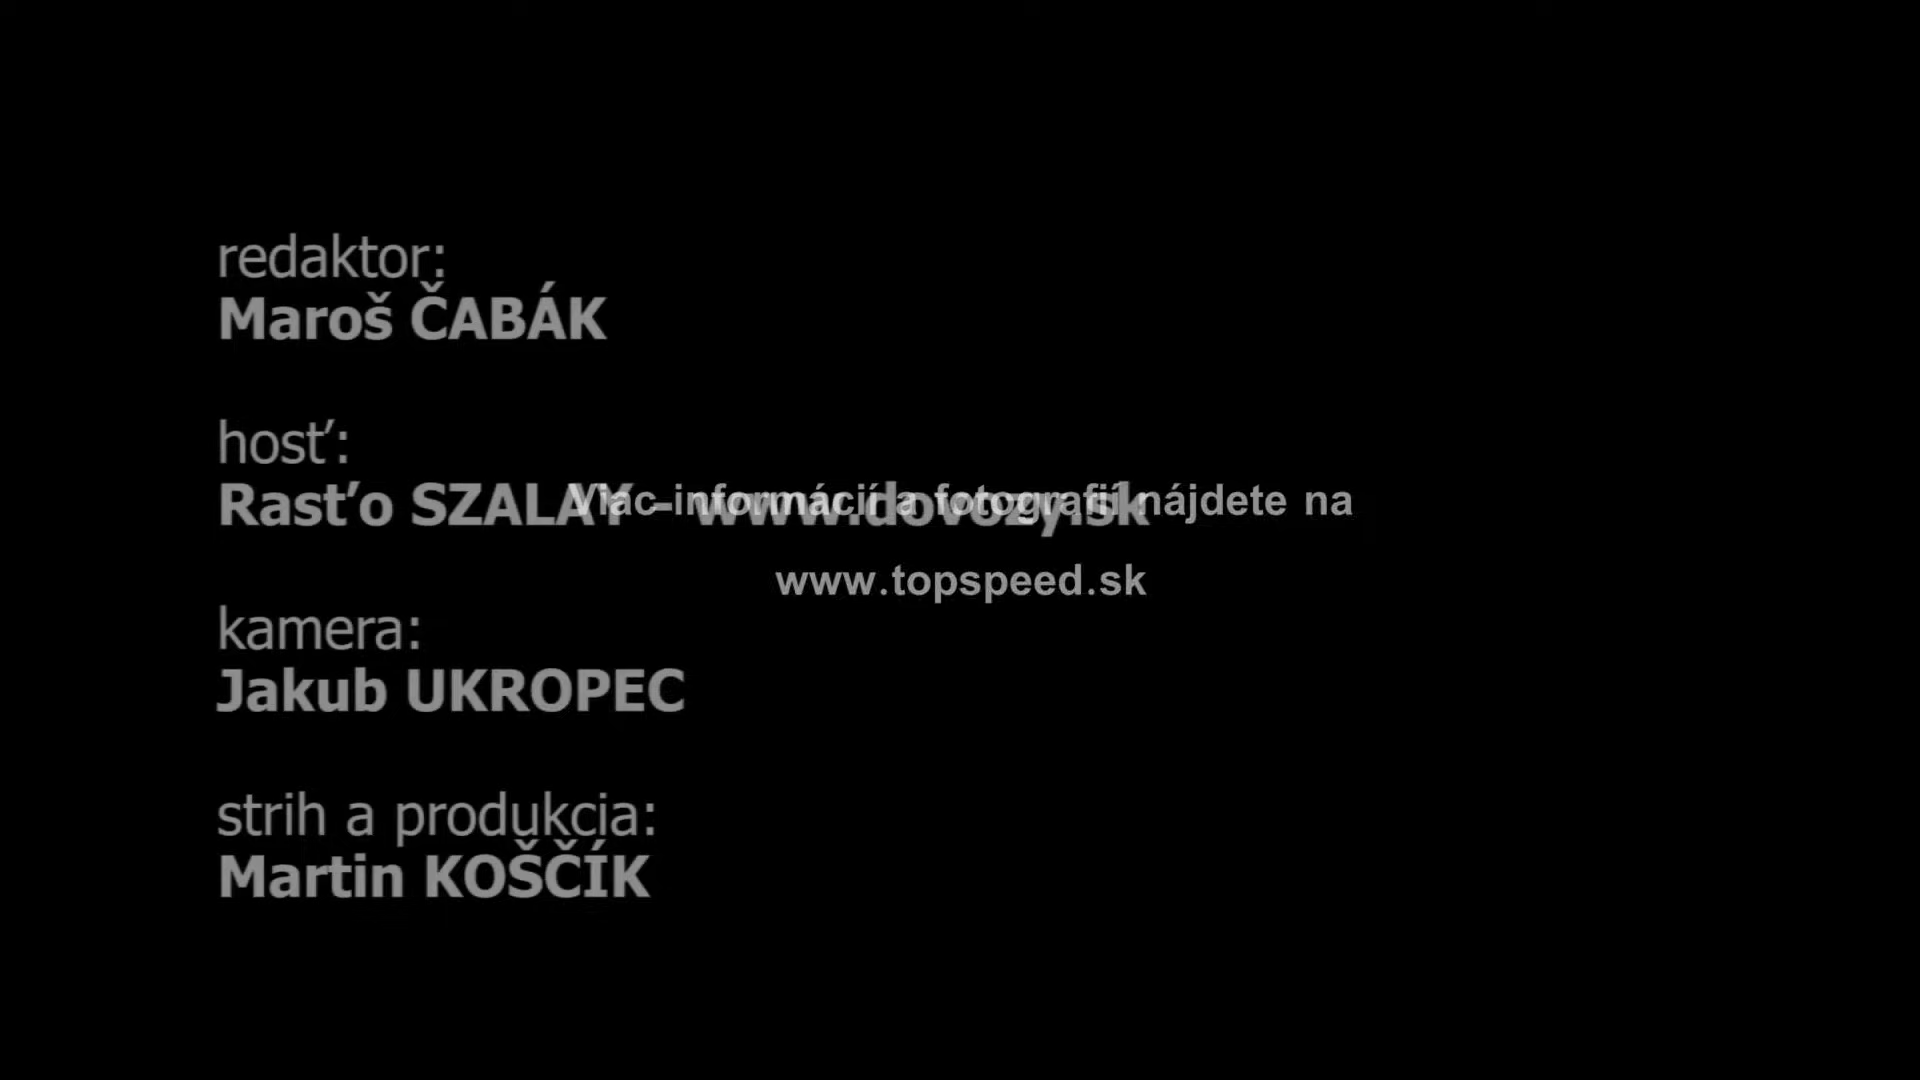 redaktor:
Maroš ČABÁK
hosť:
Rasťo SZALAY - www.dovozy.sk
Viac informácií a fotografií nájdete na
www.topspeed.sk
kamera:
Jakub UKROPEC
strih a produkcia:
Martin KOŠČÍK